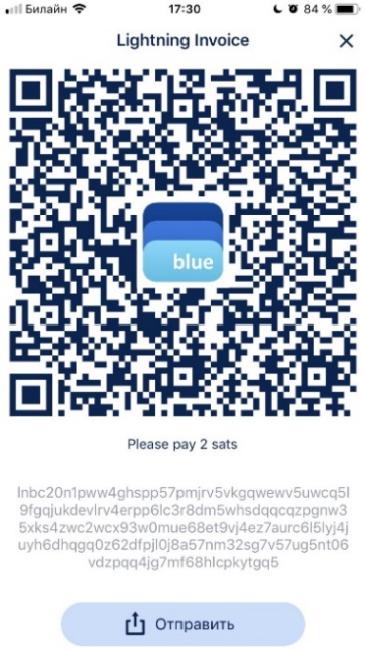 Билайн 17:30 84 %
Lightning Invoice
blue
Please pay 2 sats
lnbc20n1pww4ghspp57pmjrv5vkgqwewv5uwcq5l
9fgqjukdevlrv4erpp6lc3r8dm5whsdqqcqzpgnw3
5xks4zwc2wcx93w0mue68et9vj4ez7aurc6l5lyj4j
uyh6dhqgq0z62dfpjl0j8a57nm32sg7v57ug5nt06
vdzpqq4jg7mf68hlcpkytgq5
Отправить